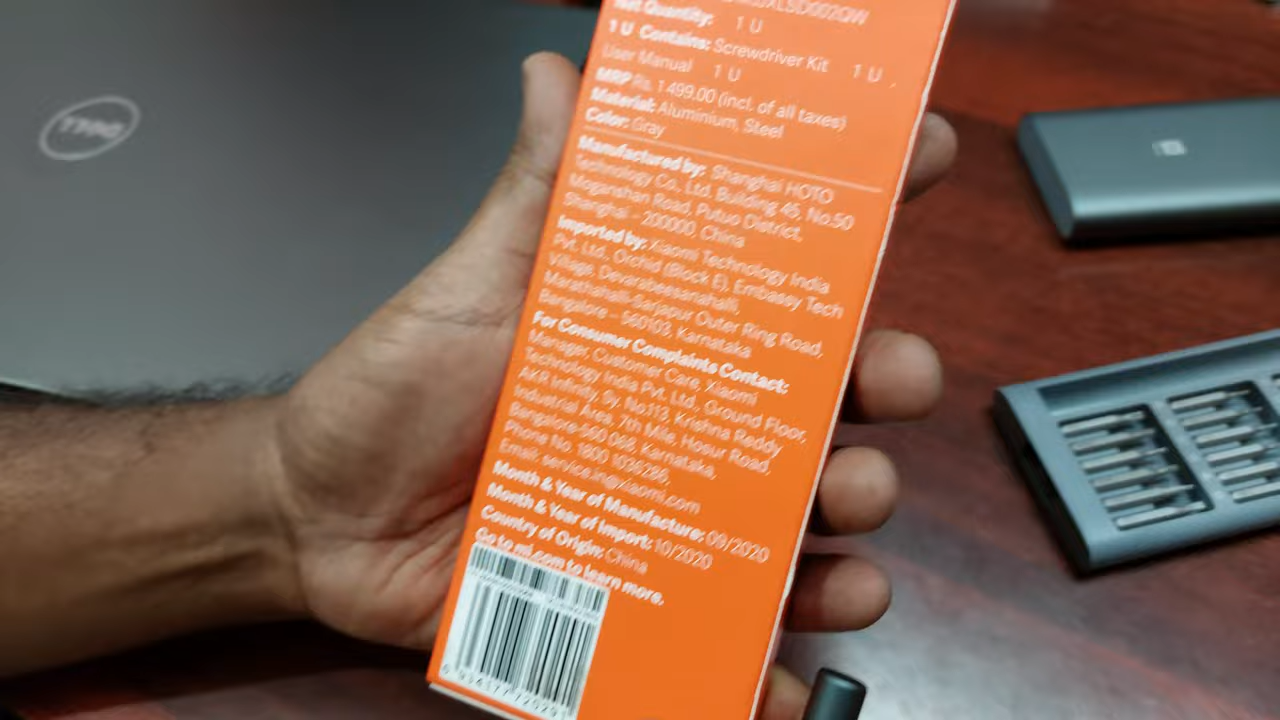 Net Quantity: 1 U
1 U Contains: Screwdriver Kit 1 U ,
User Manual 1 U
MRP Rs. 1499.00 (incl. of all taxes)
Material: Aluminium, Steel
Color: Gray
Manufactured by: Shanghai HOTO
Technology Co., Ltd. Building 45, No.50
Moganshan Road, Putuo District,
Shanghai - 200000, China
Imported by: Xiaomi Technology India
Pvt. Ltd., Orchid (Block E), Embassy Tech
Village, Devarabeesanahalli,
Marathahalli-Sarjapur Outer Ring Road,
Bangalore - 560103, Karnataka
For Consumer Complaints Contact:
Manager, Customer Care, Xiaomi
Technology India Pvt. Ltd., Ground Floor,
AKR Infinity, Sy. No.113, Krishna Reddy
Industrial Area, 7th Mile, Hosur Road,
Bangalore-560 068, Karnataka,
Phone No. 1800 1036286,
Email: service.in@xiaomi.com
Month & Year of Manufacture: 09/2020
Month & Year of Import: 10/2020
Country of Origin: China
Go to mi.com to learn more.
DELL